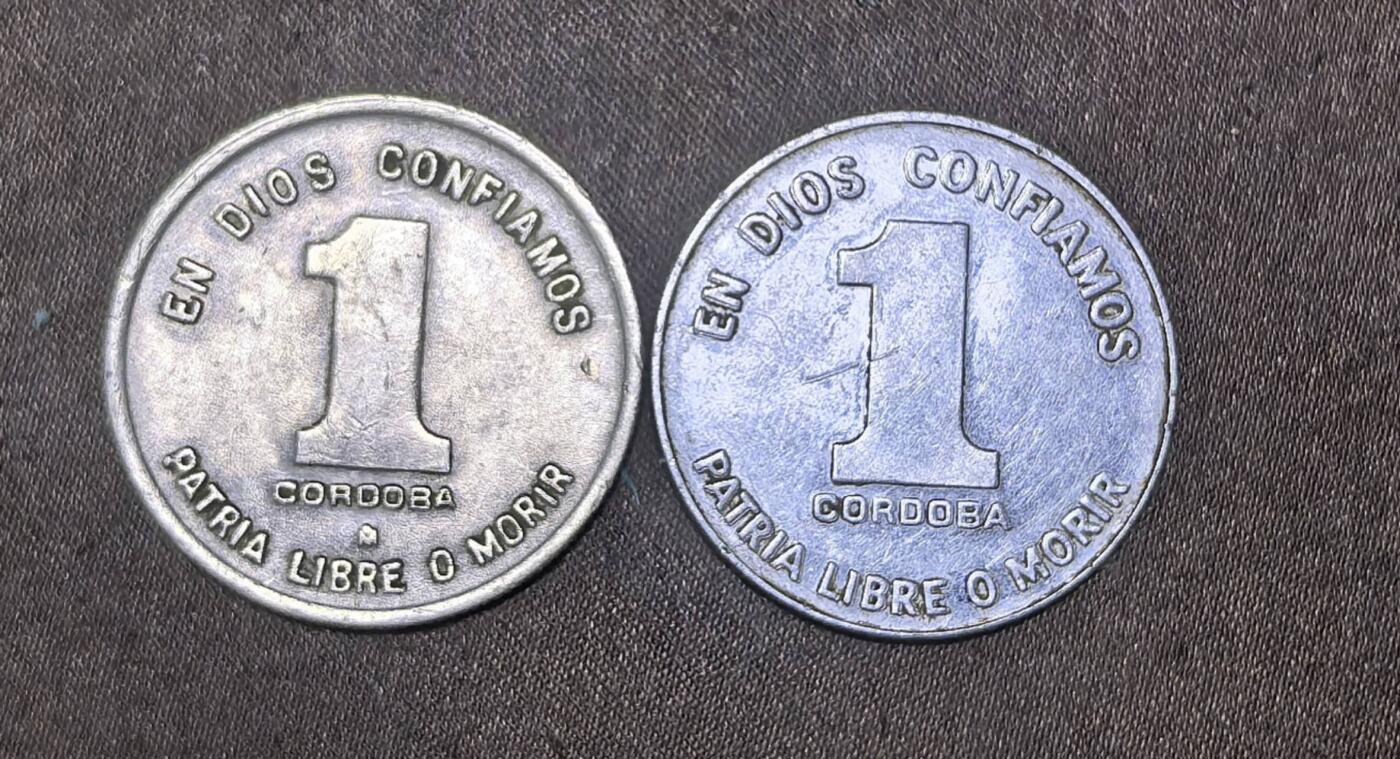 EN DIOS CONFIAMOS
1
CORDOBA
PATRIA LIBRE O MORIR
EN DIOS CONFIAMOS
1
CORDOBA
PATRIA LIBRE O MORIR